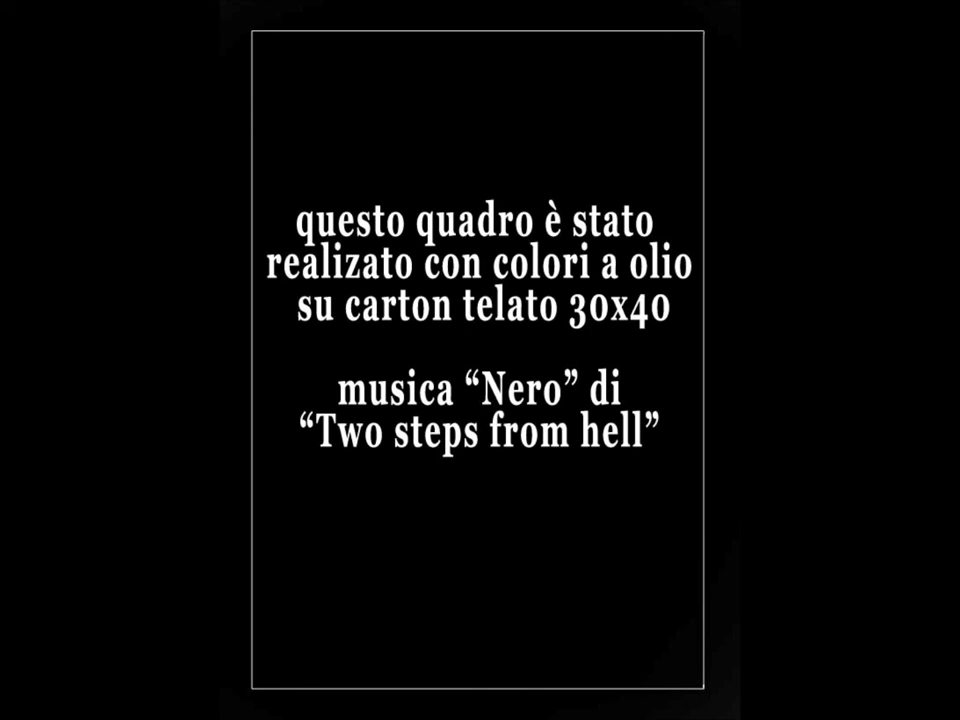 questo quadro è stato
realizato con colori a olio
su carton telato 30x40
musica “Nero” di
“Two steps from hell”